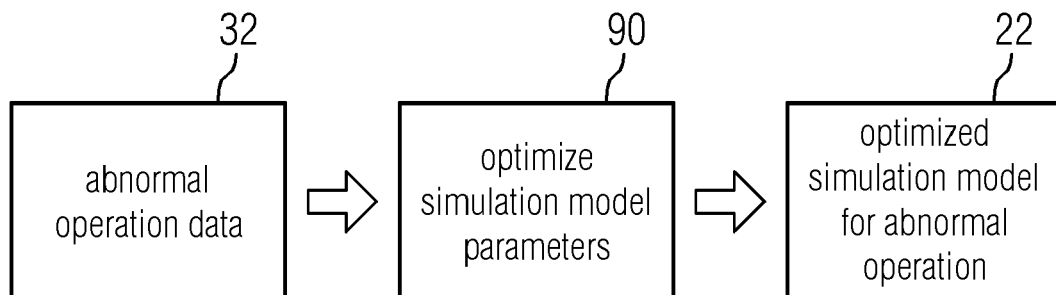 32
90
22
abnormal
operation data
optimize
simulation model
parameters
optimized
simulation model
for abnormal
operation